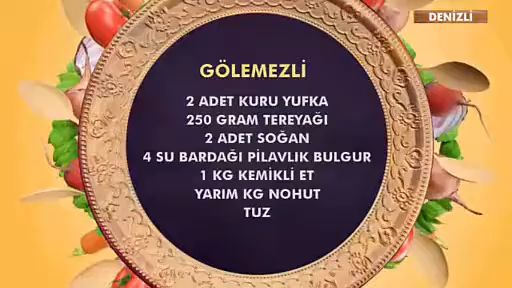 DENİZLİ
GÖLEMEZLİ
2 ADET KURU YUFKA
250 GRAM TEREYAĞI
2 ADET SOĞAN
4 SU BARDAĞI PİLAVLIK BULGUR
1 KG KEMİKLİ ET
YARIM KG NOHUT
TUZ